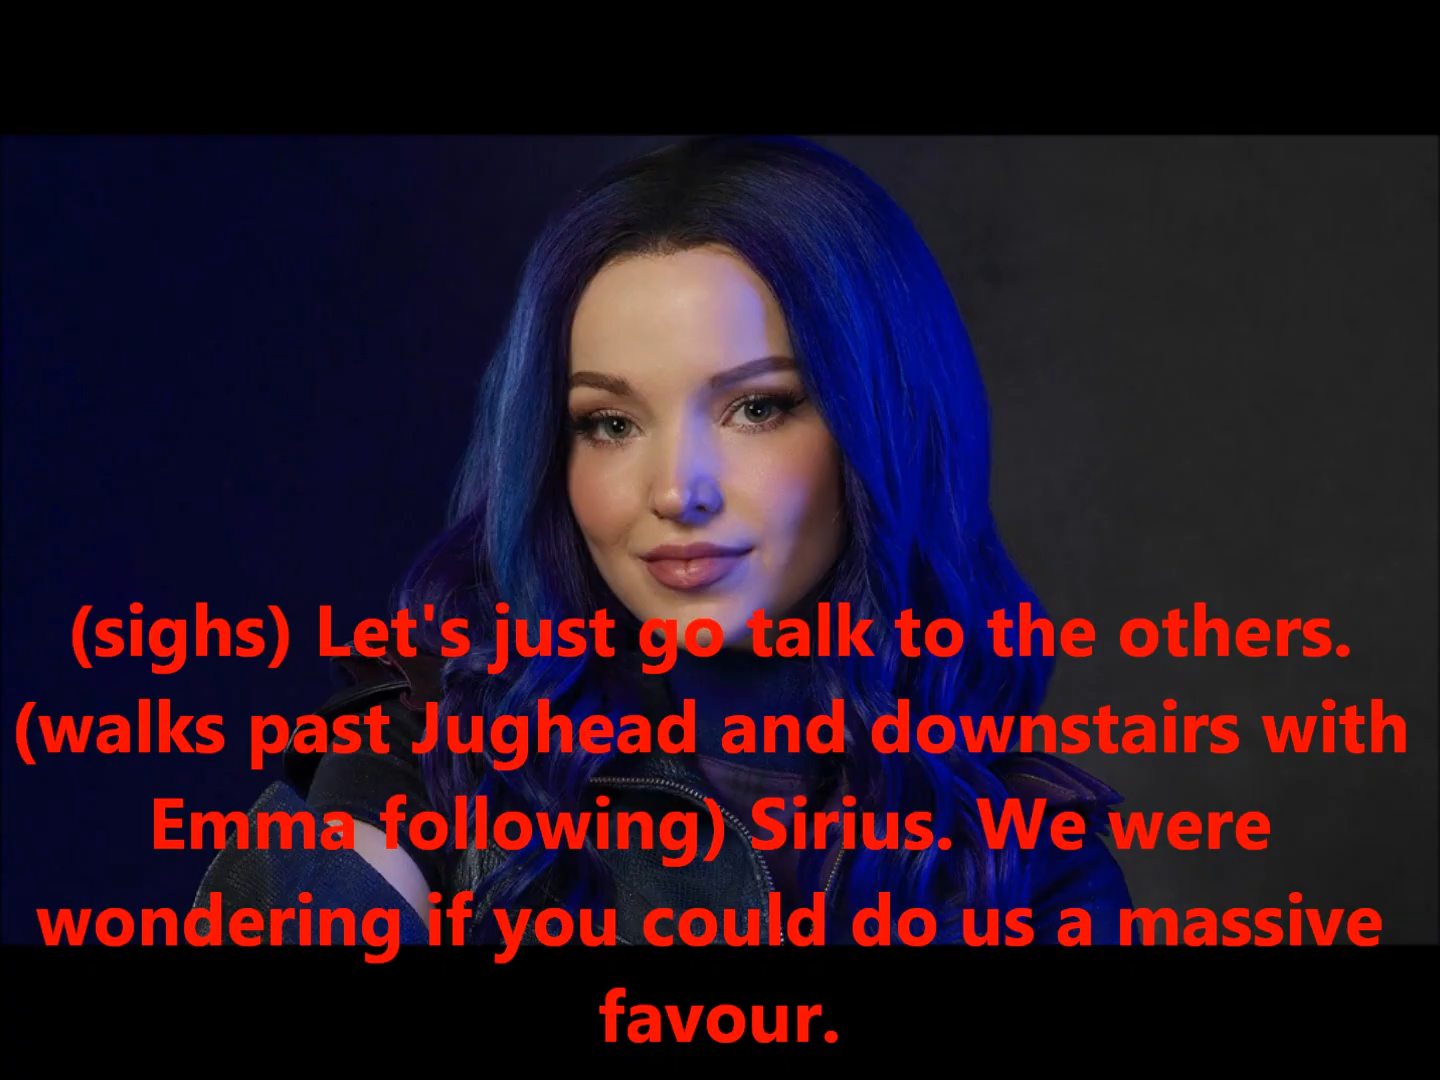 (sighs) Let's just go talk to the others.
(walks past Jughead and downstairs with
Emma following) Sirius. We were
wondering if you could do us a massive
favour.